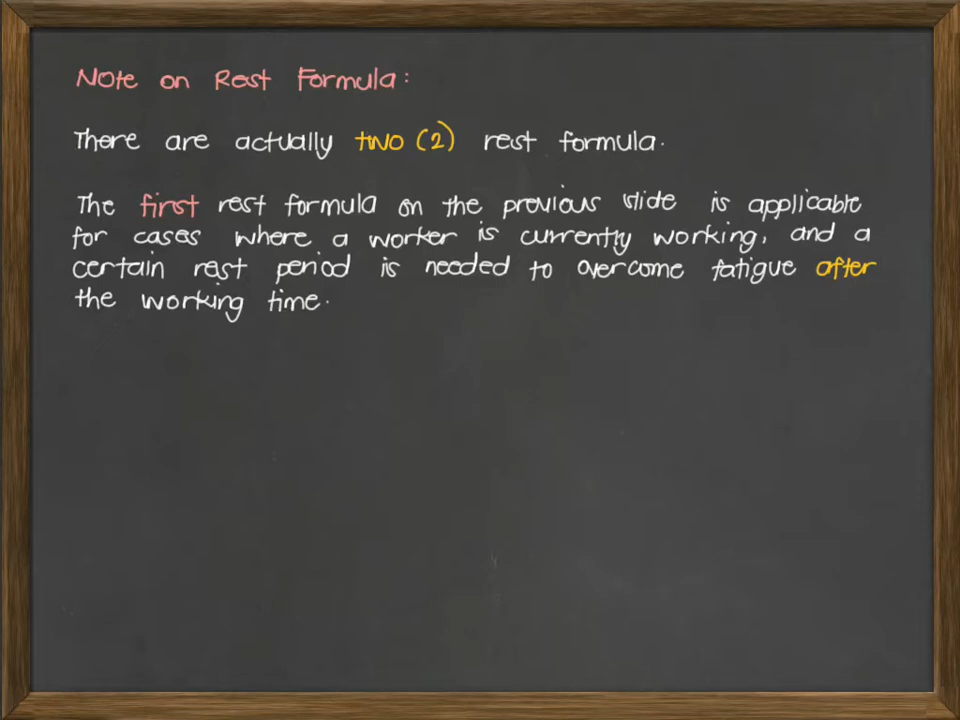 Note on Rest Formula:
There are actually two (2) rest formula.
The first rest formula on the previous slide is applicable
for cases where a worker is currently working, and a
certain rest period is needed to overcome fatigue after
the working time.